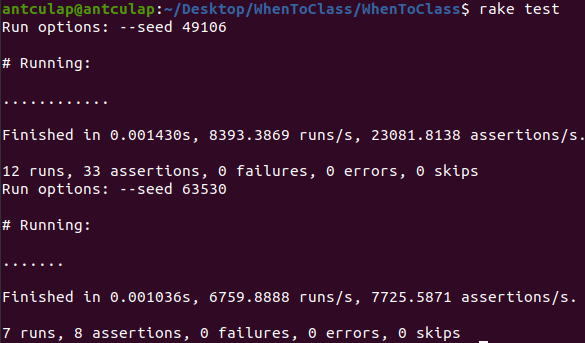 antculap@antculap:~/Desktop/WhenToClass/WhenToClass$ rake test
Run options: --seed 49106
# Running:
............
Finished in 0.001430s, 8393.3869 runs/s, 23081.8138 assertions/s.
12 runs, 33 assertions, 0 failures, 0 errors, 0 skips
Run options: --seed 63530
# Running:
.......
Finished in 0.001036s, 6759.8888 runs/s, 7725.5871 assertions/s.
7 runs, 8 assertions, 0 failures, 0 errors, 0 skips